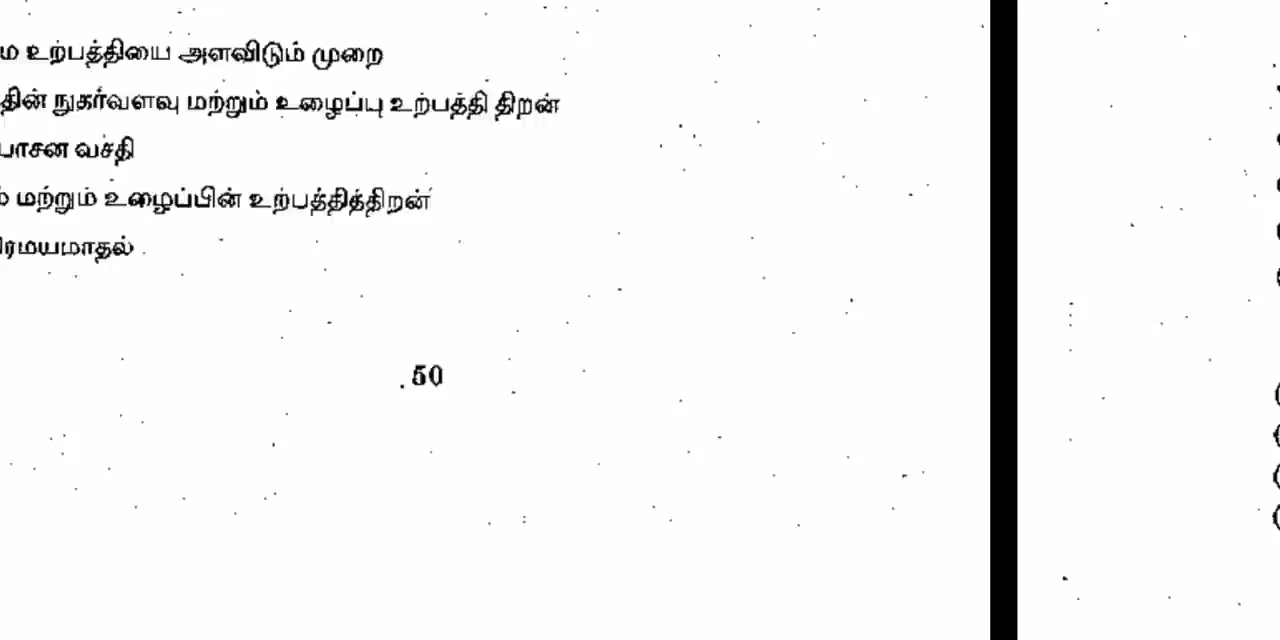 ம உற்பத்தியை அளவிடும் முறை
தின் நுகர்வளவு மற்றும் உழைப்பு உற்பத்தி திறன்
பாசன வசதி
மற்றும் உழைப்பின் உற்பத்தித்திறன்
ரமயமாதல்
50